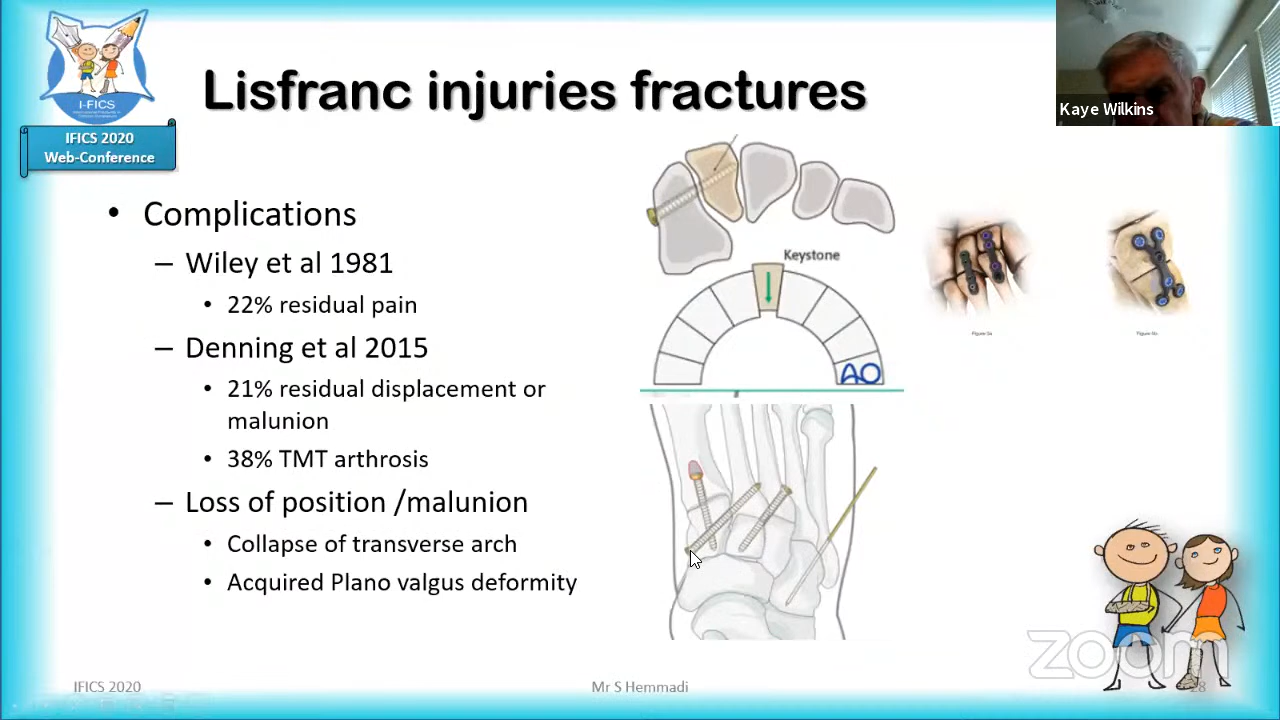 Lisfranc injuries fractures
I-FICS
IFICS 2020
Web-Conference
Kaye Wilkins
• Complications
– Wiley et al 1981
• 22% residual pain
– Denning et al 2015
• 21% residual displacement or
malunion
• 38% TMT arthrosis
– Loss of position /malunion
• Collapse of transverse arch
• Acquired Plano valgus deformity
Keystone
AO
IFICS 2020
Mr S Hemmadi
28
zoom